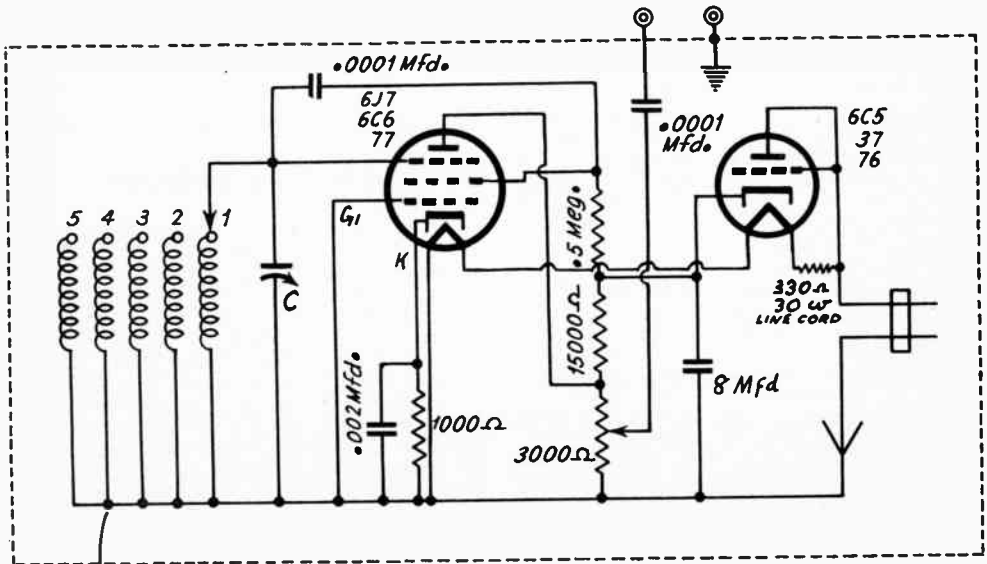 .0001 Mfd.
6J7
6C6
77
.0001
Mfd.
6C5
37
76
5 4 3 2 1
G1
K
C
.5 Meg.
330Ω
30 W
LINE CORD
15000Ω
8 Mfd
.002 Mfd.
1000Ω
3000Ω